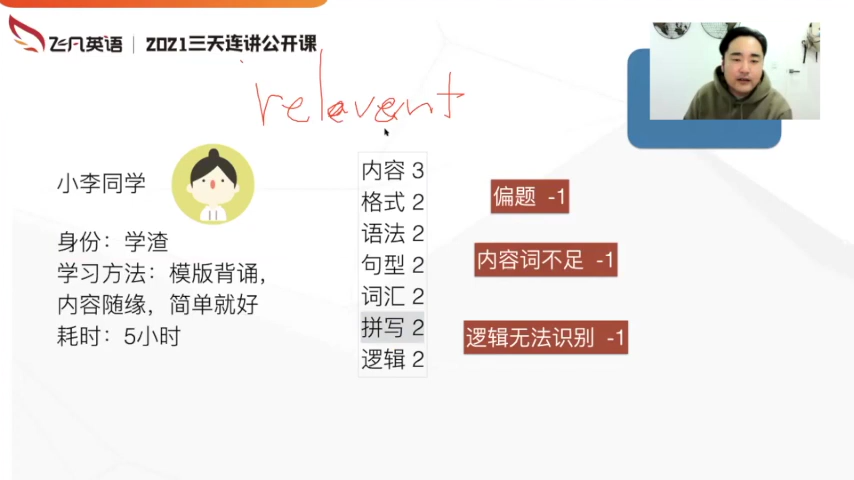 飞凡英语 | 2021三天连讲公开课
relevent
小李同学
身份：学渣
学习方法：模版背诵，
内容随缘，简单就好
耗时：5小时
内容 3
格式 2
语法 2
句型 2
词汇 2
拼写 2
逻辑 2
偏题 -1
内容词不足 -1
逻辑无法识别 -1